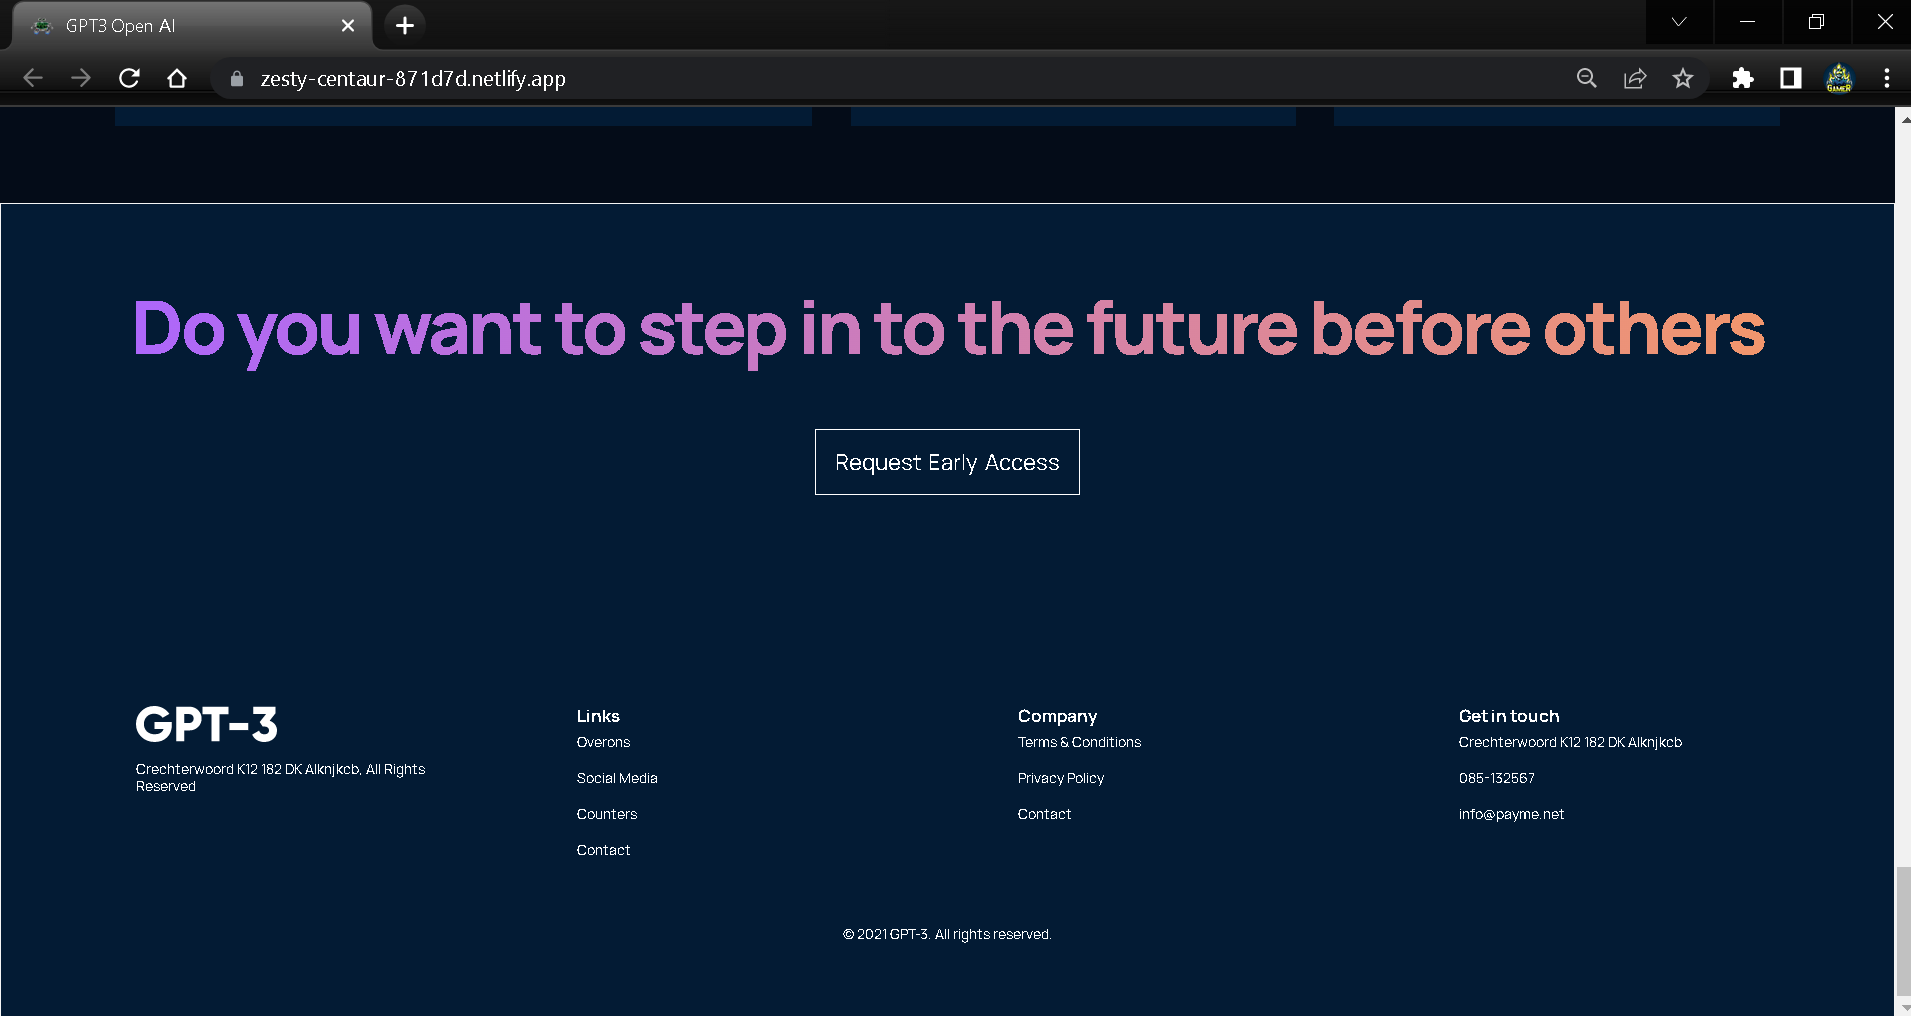 GPT3 Open AI
zesty-centaur-871d7d.netlify.app
GAMER
Do you want to step in to the future before others
Request Early Access
GPT-3
Crechterwoord K12 182 DK Alknjkcb, All Rights
Reserved
Links
Overons
Social Media
Counters
Contact
Company
Terms & Conditions
Privacy Policy
Contact
Get in touch
Crechterwoord K12 182 DK Alknjkcb
085-132567
info@payme.net
© 2021 GPT-3. All rights reserved.